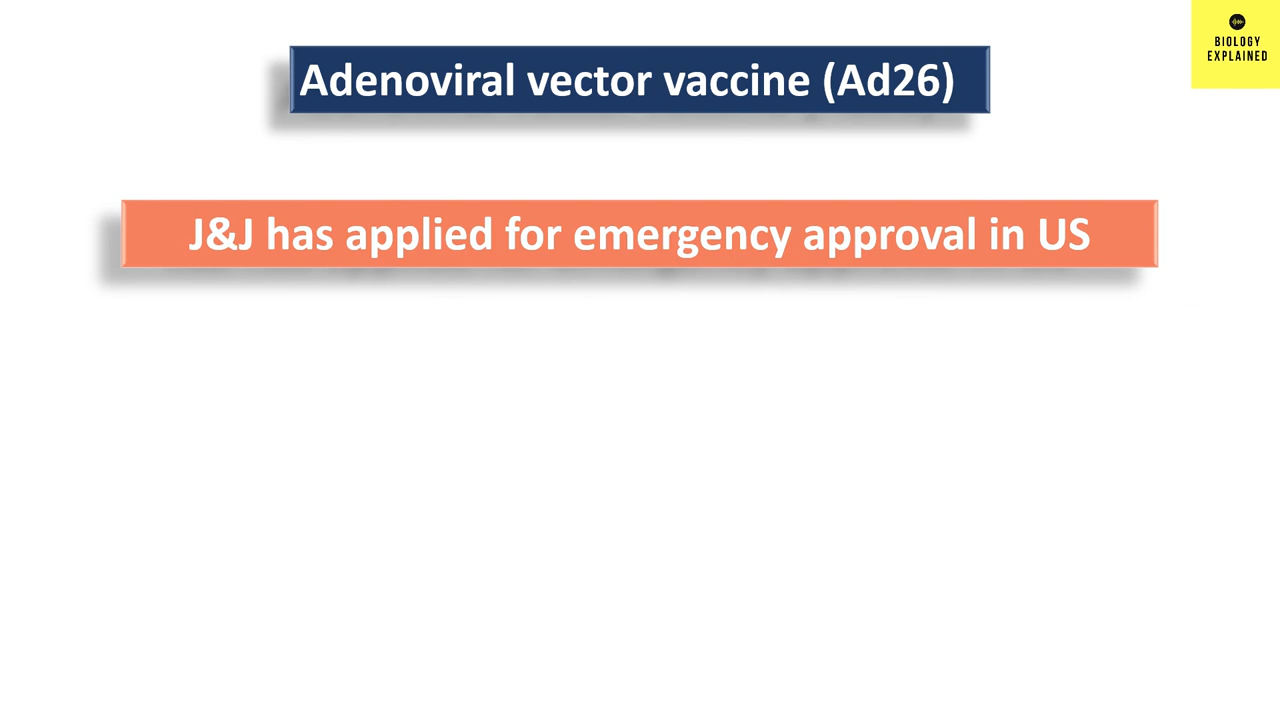 Adenoviral vector vaccine (Ad26)
BIOLOGY
EXPLAINED
J&J has applied for emergency approval in US